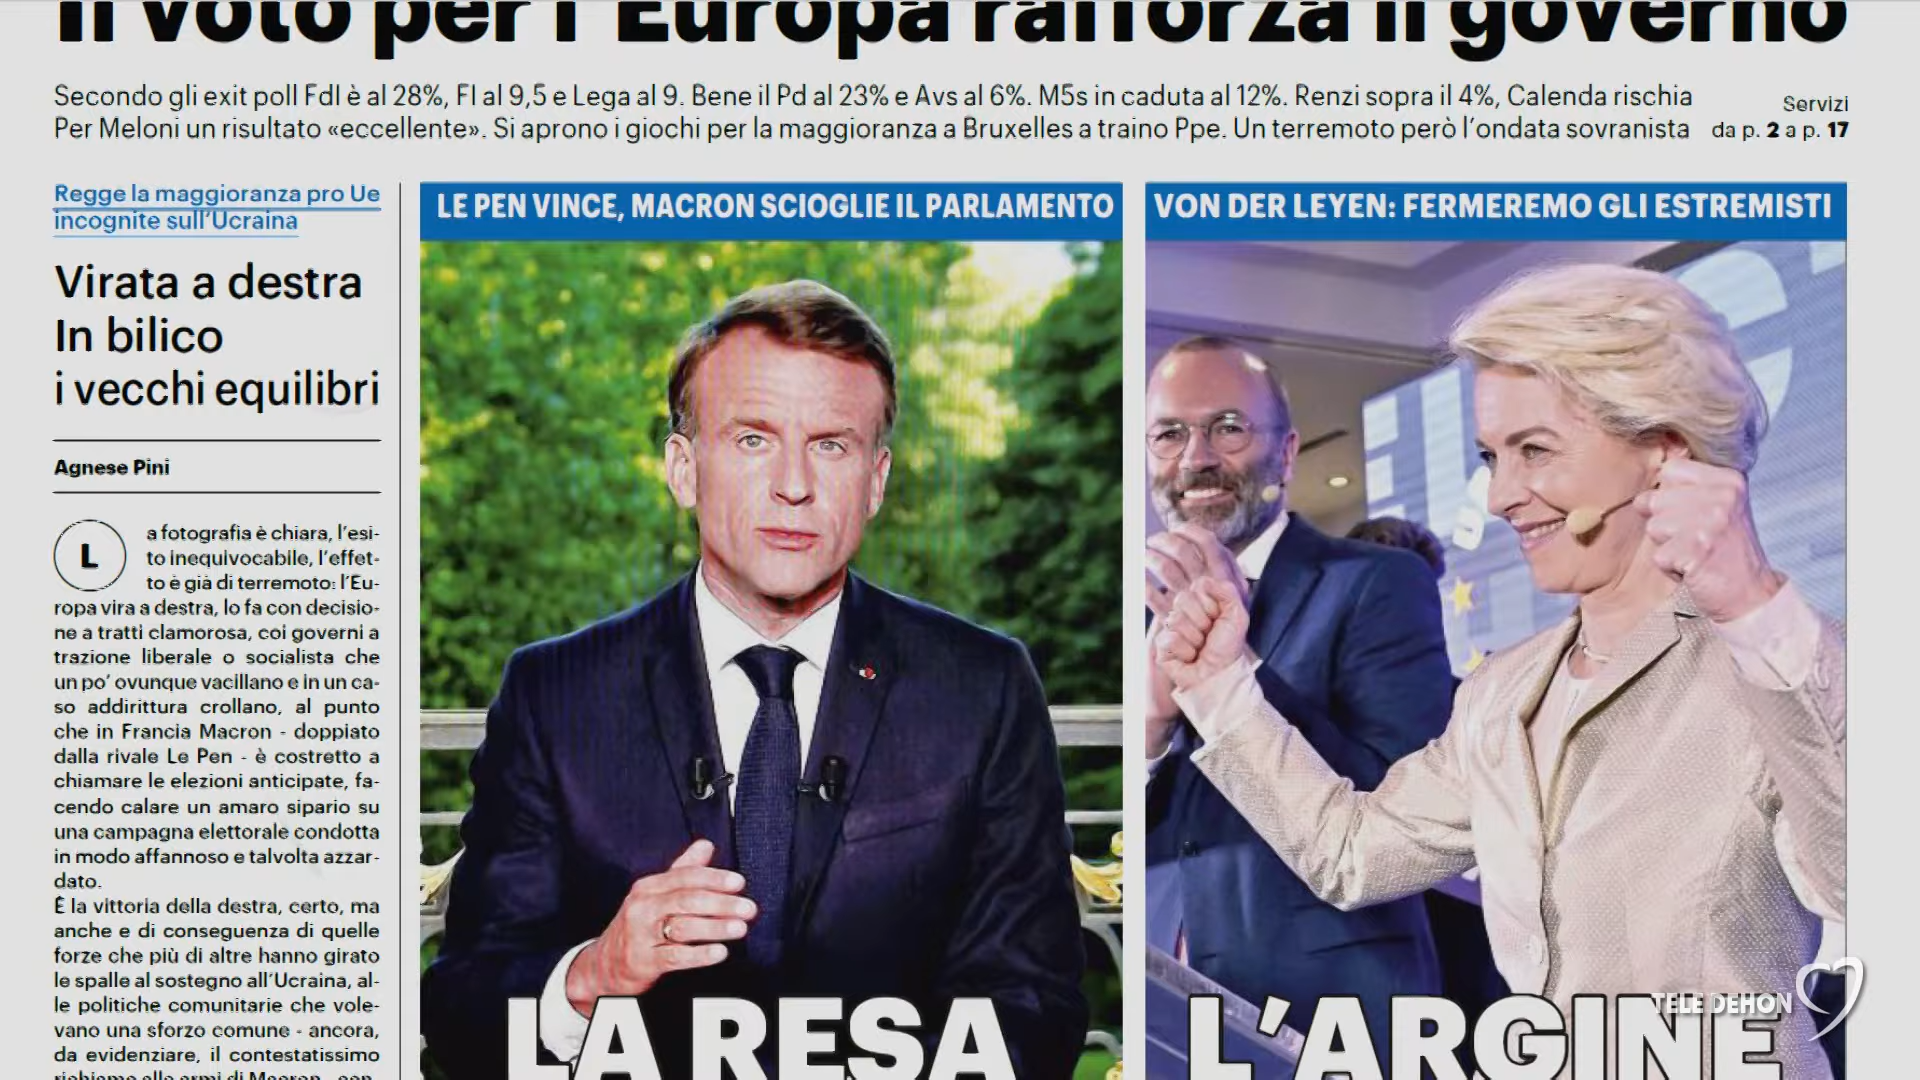 Il voto per l'Europa rafforza il governo
Secondo gli exit poll FdI è al 28%, FI al 9,5 e Lega al 9. Bene il Pd al 23% e Avs al 6%. M5s in caduta al 12%. Renzi sopra il 4%, Calenda rischia
Per Meloni un risultato «eccellente». Si aprono i giochi per la maggioranza a Bruxelles a traino Ppe. Un terremoto però l'ondata sovranista
Servizi
da p. 2 a p. 17
Regge la maggioranza pro Ue
incognite sull'Ucraina
Virata a destra
In bilico
i vecchi equilibri
Agnese Pini
La fotografia è chiara, l'esi-
to inequivocabile, l'effet-
to è già di terremoto: l'Eu-
ropa vira a destra, lo fa con decisio-
ne a tratti clamorosa, coi governi a
trazione liberale o socialista che
un po' ovunque vacillano e in un ca-
so addirittura crollano, al punto
che in Francia Macron - doppiato
dalla rivale Le Pen - è costretto a
chiamare le elezioni anticipate, fa-
cendo calare un amaro sipario su
una campagna elettorale condotta
in modo affannoso e talvolta azzar-
dato.
È la vittoria della destra, certo, ma
anche e di conseguenza di quelle
forze che più di altre hanno girato
le spalle al sostegno all'Ucraina, al-
le politiche comunitarie che vole-
vano una sforzo comune - ancora,
da evidenziare, il contestatissimo
richiamo alle armi di Macron - con-
LE PEN VINCE, MACRON SCIOGLIE IL PARLAMENTO
LA RESA
VON DER LEYEN: FERMEREMO GLI ESTREMISTI
L'ARGINE
TELE DEHON